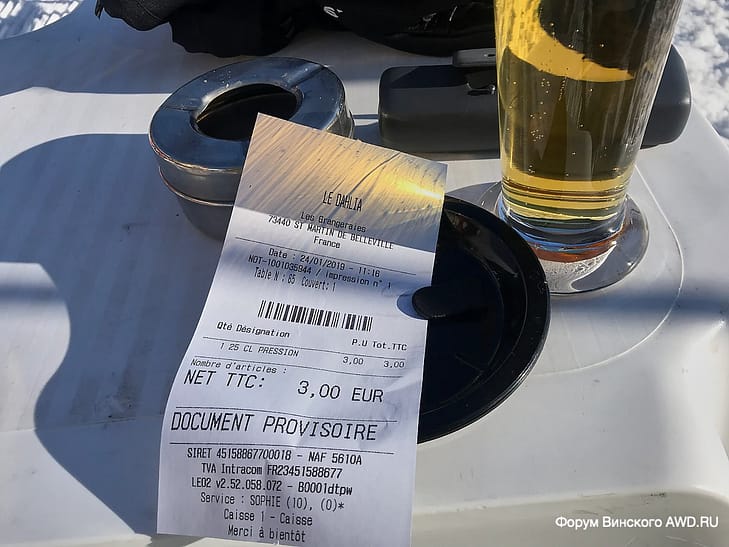 LE DAHLIA
Les Grangeraies
73440 ST MARTIN DE BELLEVILLE
France
Date : 24/01/2019 - 11:16
NOT-1001035944 / Impression n° 1
Table N : 65 Couvert: 1
Qté Désignation P.U Tot.TTC
1 25 CL PRESSION 3,00 3,00
Nombre d'articles :
NET TTC: 3,00 EUR
DOCUMENT PROVISOIRE
SIRET 45158867700018 - NAF 5610A
TVA Intracom FR23451588677
LEO2 v2.52.058.072 - B0001dtpw
Service : SOPHIE (10), (0)*
Caisse 1 - Caisse
Merci à bientôt
Форум Винского AWD.RU